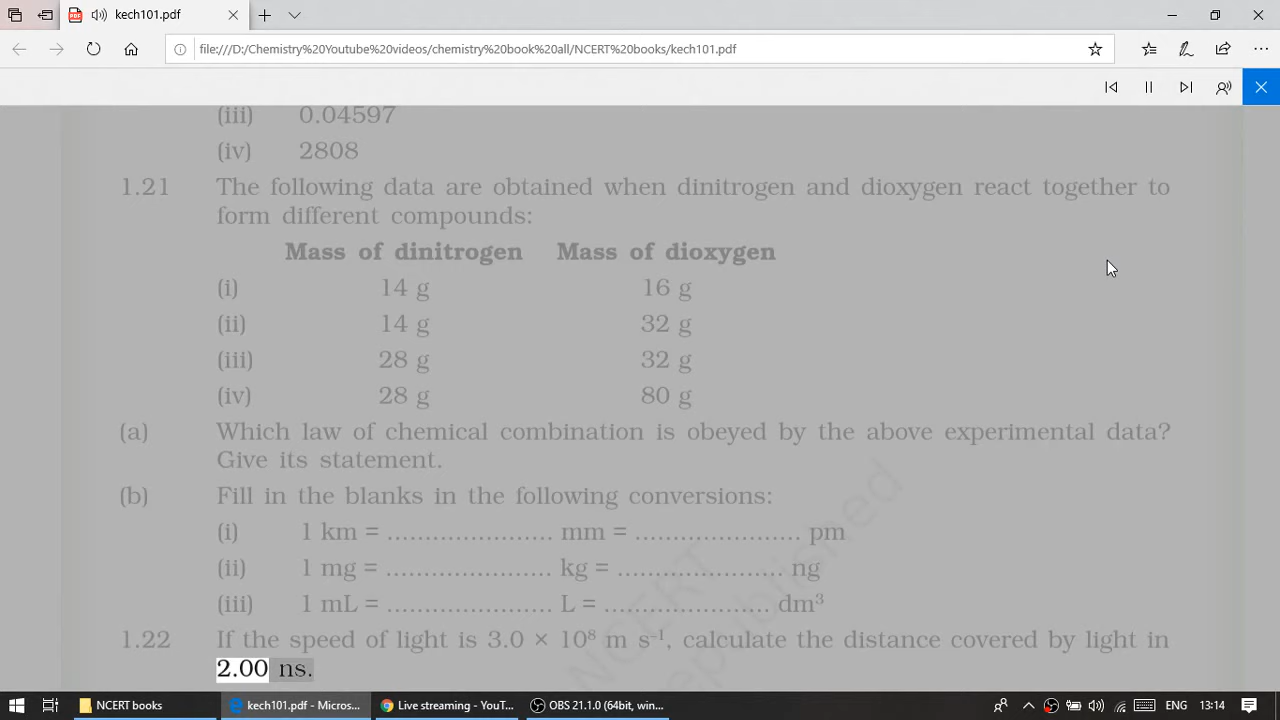 kech101.pdf
file:///D:/Chemistry%20Youtube%20videos/chemistry%20book%20all/NCERT%20books/kech101.pdf
(iii) 0.04597
(iv) 2808
1.21 The following data are obtained when dinitrogen and dioxygen react together to
form different compounds:
Mass of dinitrogen Mass of dioxygen
(i) 14 g 16 g
(ii) 14 g 32 g
(iii) 28 g 32 g
(iv) 28 g 80 g
(a) Which law of chemical combination is obeyed by the above experimental data?
Give its statement.
(b) Fill in the blanks in the following conversions:
(i) 1 km = ...................... mm = ...................... pm
(ii) 1 mg = ...................... kg = ...................... ng
(iii) 1 mL = ...................... L = ...................... dm³
1.22 If the speed of light is 3.0 × 10⁸ m s⁻¹, calculate the distance covered by light in
2.00 ns.
NCERT
republished
NCERT books
kech101.pdf - Micros...
Live streaming - YouT...
OBS 21.1.0 (64bit, win...
ENG
13:14